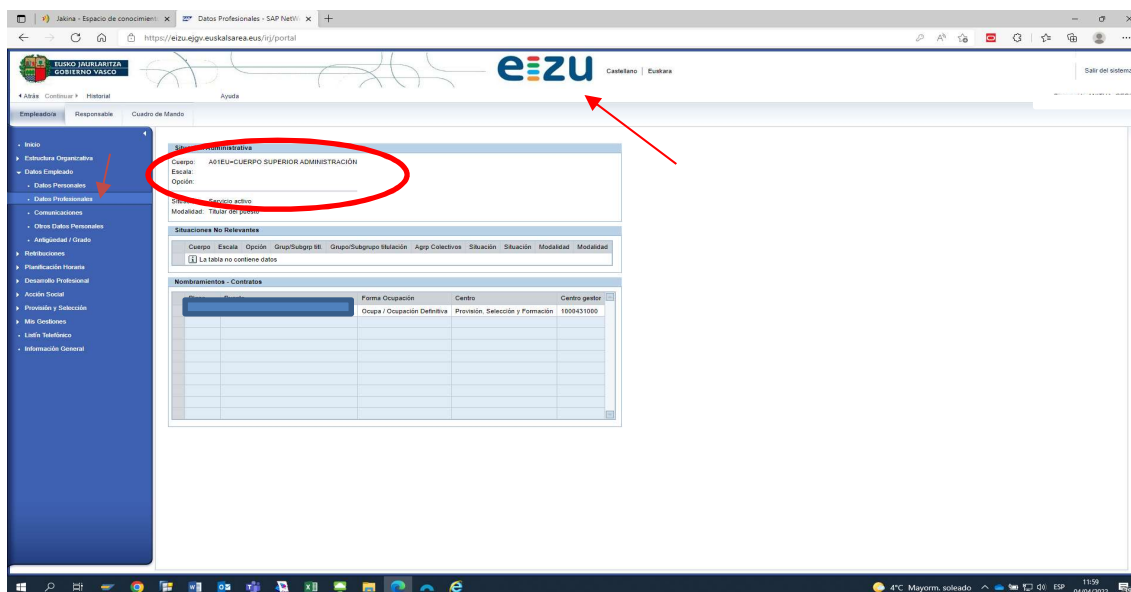 Jakina - Espacio de conocimient
Datos Profesionales - SAP NetW
https://eizu.ejgv.euskalsarea.eus/irj/portal
EUSKO JAURLARITZA
GOBIERNO VASCO
eizu
Castellano | Euskara
Salir del sistema
Atrás Continuar Historial
Ayuda
Empleado/a Responsable Cuadro de Mando
Inicio
Estructura Organizativa
Datos Empleado
Datos Personales
Datos Profesionales
Comunicaciones
Otros Datos Personales
Antigüedad / Grado
Retribuciones
Planificación Horaria
Desarrollo Profesional
Acción Social
Provisión y Selección
Mis Gestiones
Listín Telefónico
Información General
Situación Administrativa
Cuerpo: A01EU=CUERPO SUPERIOR ADMINISTRACIÓN
Escala:
Opción:
Servicio activo
Modalidad: Titular del puesto
Situaciones No Relevantes
Cuerpo Escala Opción Grup/Subgrp titl. Grupo/Subgrupo titulación Agrp Colectivos Situación Situación Modalidad Modalidad
La tabla no contiene datos
Nombramientos - Contratos
Forma Ocupación Centro Centro gestor
Ocupa / Ocupación Definitiva Provisión, Selección y Formación 1000431000
4°C Mayorm. soleado
ESP
11:59
04/04/2022